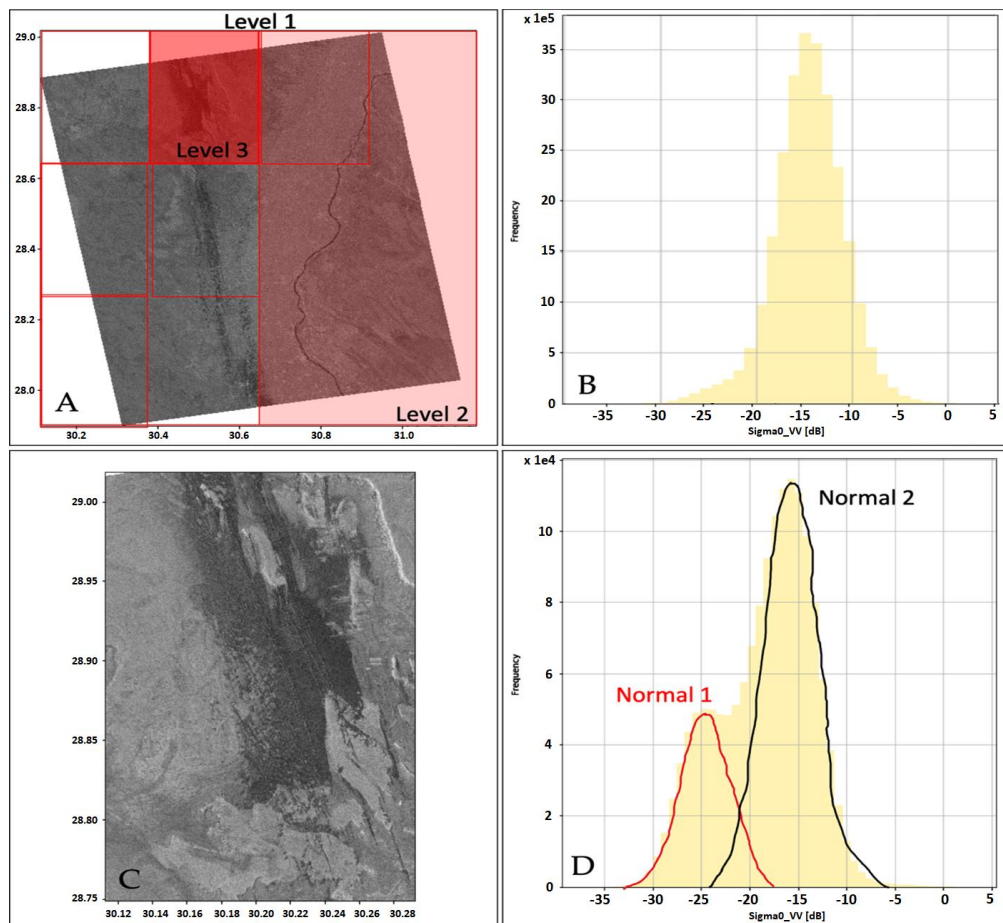 Level 1
29.0
28.8
28.6
28.4
28.2
28.0
Level 3
Level 2
A
30.2 30.4 30.6 30.8 31.0
x 1e5
35
30
25
20
15
10
5
0
Frequency
B
-35 -30 -25 -20 -15 -10 -5 0 5
Sigma0_VV [dB]
29.00
28.95
28.90
28.85
28.80
28.75
C
30.12 30.14 30.16 30.18 30.20 30.22 30.24 30.26 30.28
x 1e4
10
8
6
4
2
0
Frequency
Normal 2
Normal 1
D
-35 -30 -25 -20 -15 -10 -5 0 5
Sigma0_VV [dB]